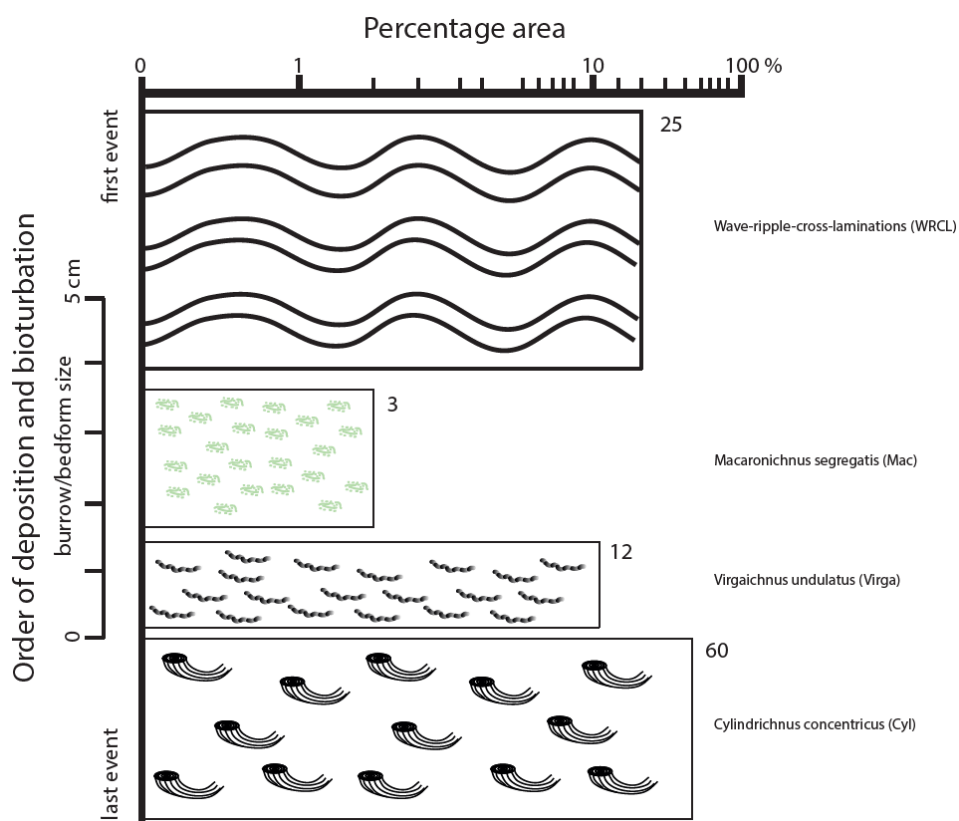 Percentage area
0 1 10 100 %
first event
25
Wave-ripple-cross-laminations (WRCL)
Order of deposition and bioturbation
burrow/bedform size
5 cm
0
3
Macaronichnus segregatis (Mac)
12
Virgaichnus undulatus (Virga)
60
Cylindrichnus concentricus (Cyl)
last event